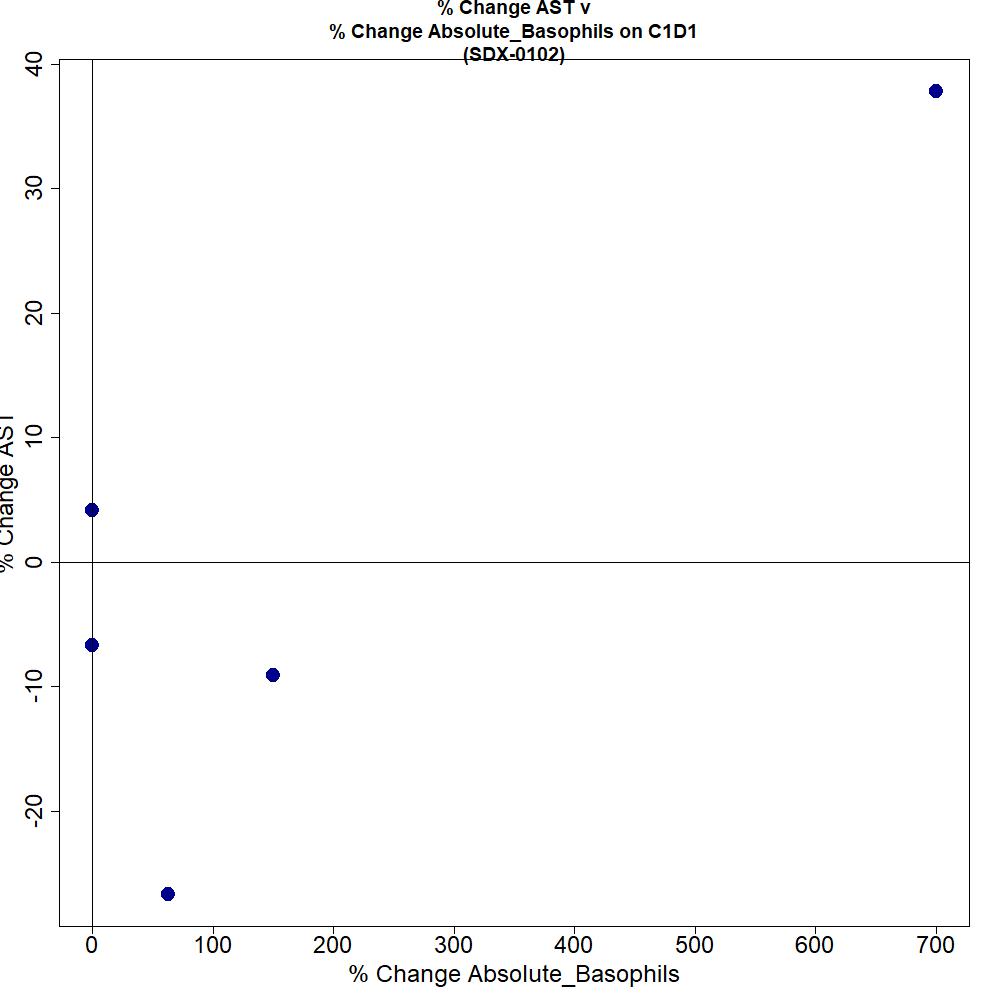 % Change AST v
% Change Absolute_Basophils on C1D1
(SDX-0102)
40
30
20
10
0
-10
-20
% Change AST
0 100 200 300 400 500 600 700
% Change Absolute_Basophils